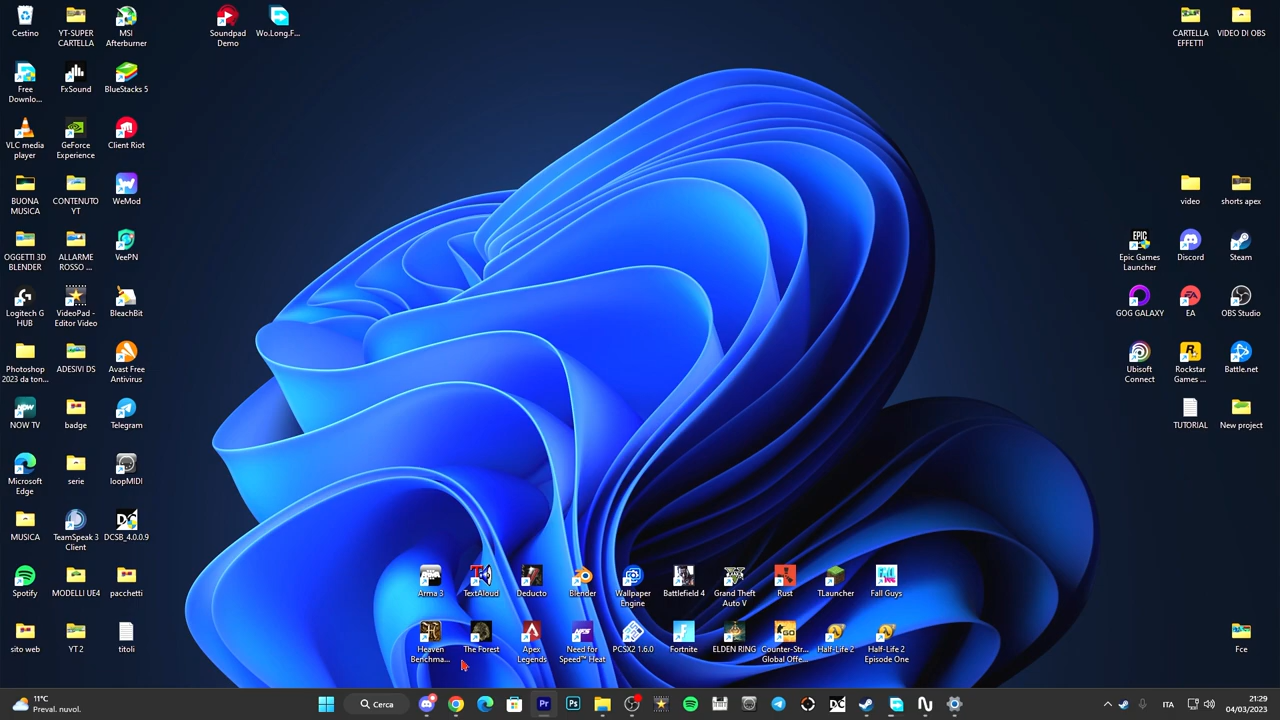 Cestino
YT-SUPER
CARTELLA
MSI
Afterburner
Soundpad
Demo
Wo.Long.F...
CARTELLA
EFFETTI
VIDEO DI OBS
Free
Downlo...
FxSound
BlueStacks 5
VLC media
player
GeForce
Experience
Client Riot
BUONA
MUSICA
CONTENUTO
YT
WeMod
video
shorts apex
OGGETTI 3D
BLENDER
ALLARME
ROSSO ...
VeePN
Epic Games
Launcher
Discord
Steam
Logitech G
HUB
VideoPad -
Editor Video
BleachBit
GOG GALAXY
EA
OBS Studio
Photoshop
2023 da ton...
ADESIVI DS
Avast Free
Antivirus
Ubisoft
Connect
Rockstar
Games ...
Battle.net
NOW TV
badge
Telegram
TUTORIAL
New project
Microsoft
Edge
serie
loopMIDI
MUSICA
TeamSpeak 3
Client
DCSB_4.0.0.9
Spotify
MODELLI UE4
pacchetti
Arma 3
TextAloud
Deducto
Blender
Wallpaper
Engine
Battlefield 4
Grand Theft
Auto V
Rust
TLauncher
Fall Guys
sito web
YT 2
titoli
Heaven
Benchma...
The Forest
Apex
Legends
Need for
Speed™ Heat
PCSX2 1.6.0
Fortnite
ELDEN RING
Counter-Str...
Global Offe...
Half-Life 2
Half-Life 2
Episode One
Fce
11°C
Preval. nuvol.
Cerca
ITA
21:29
04/03/2023